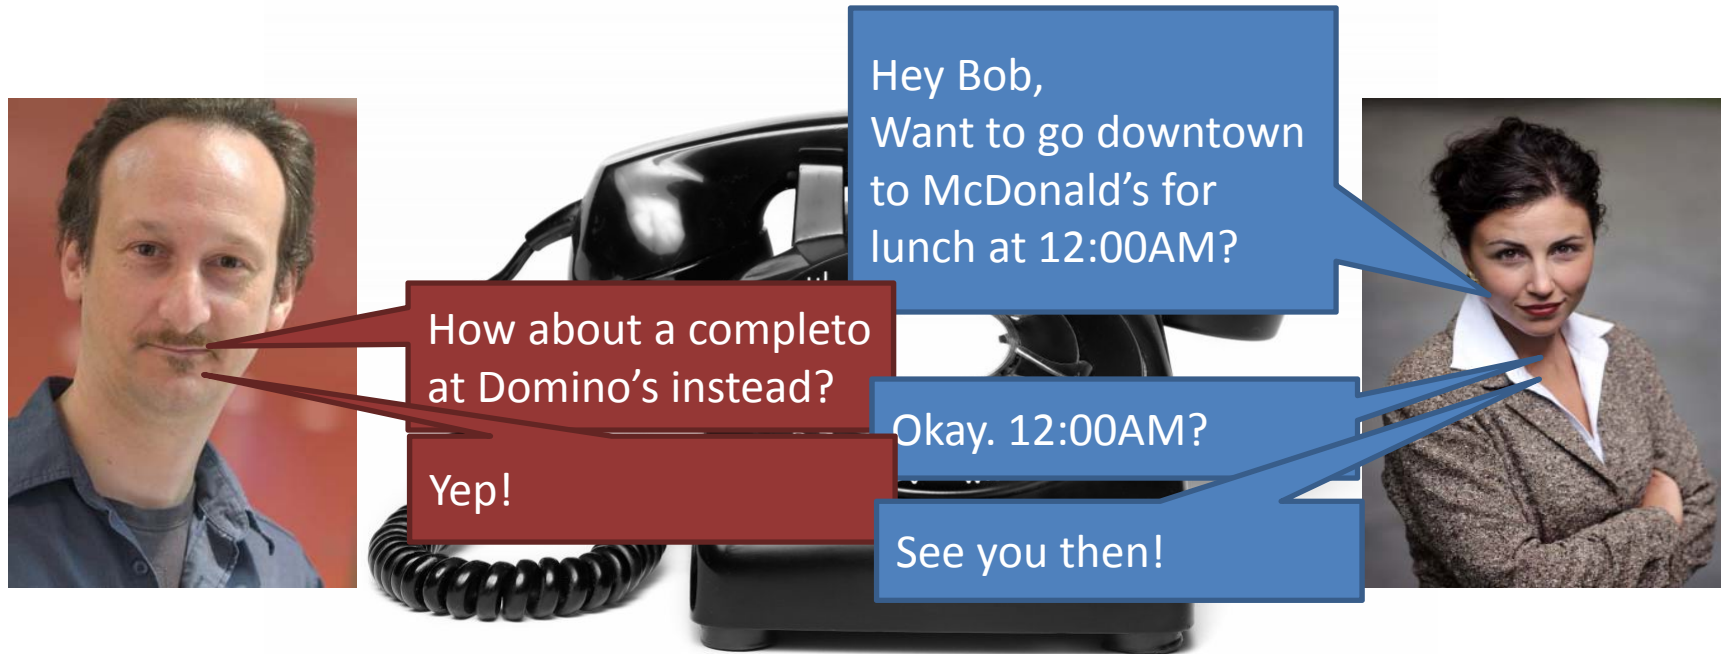 Hey Bob,
Want to go downtown
to McDonald’s for
lunch at 12:00AM?
How about a completo
at Domino’s instead?
Okay. 12:00AM?
Yep!
See you then!